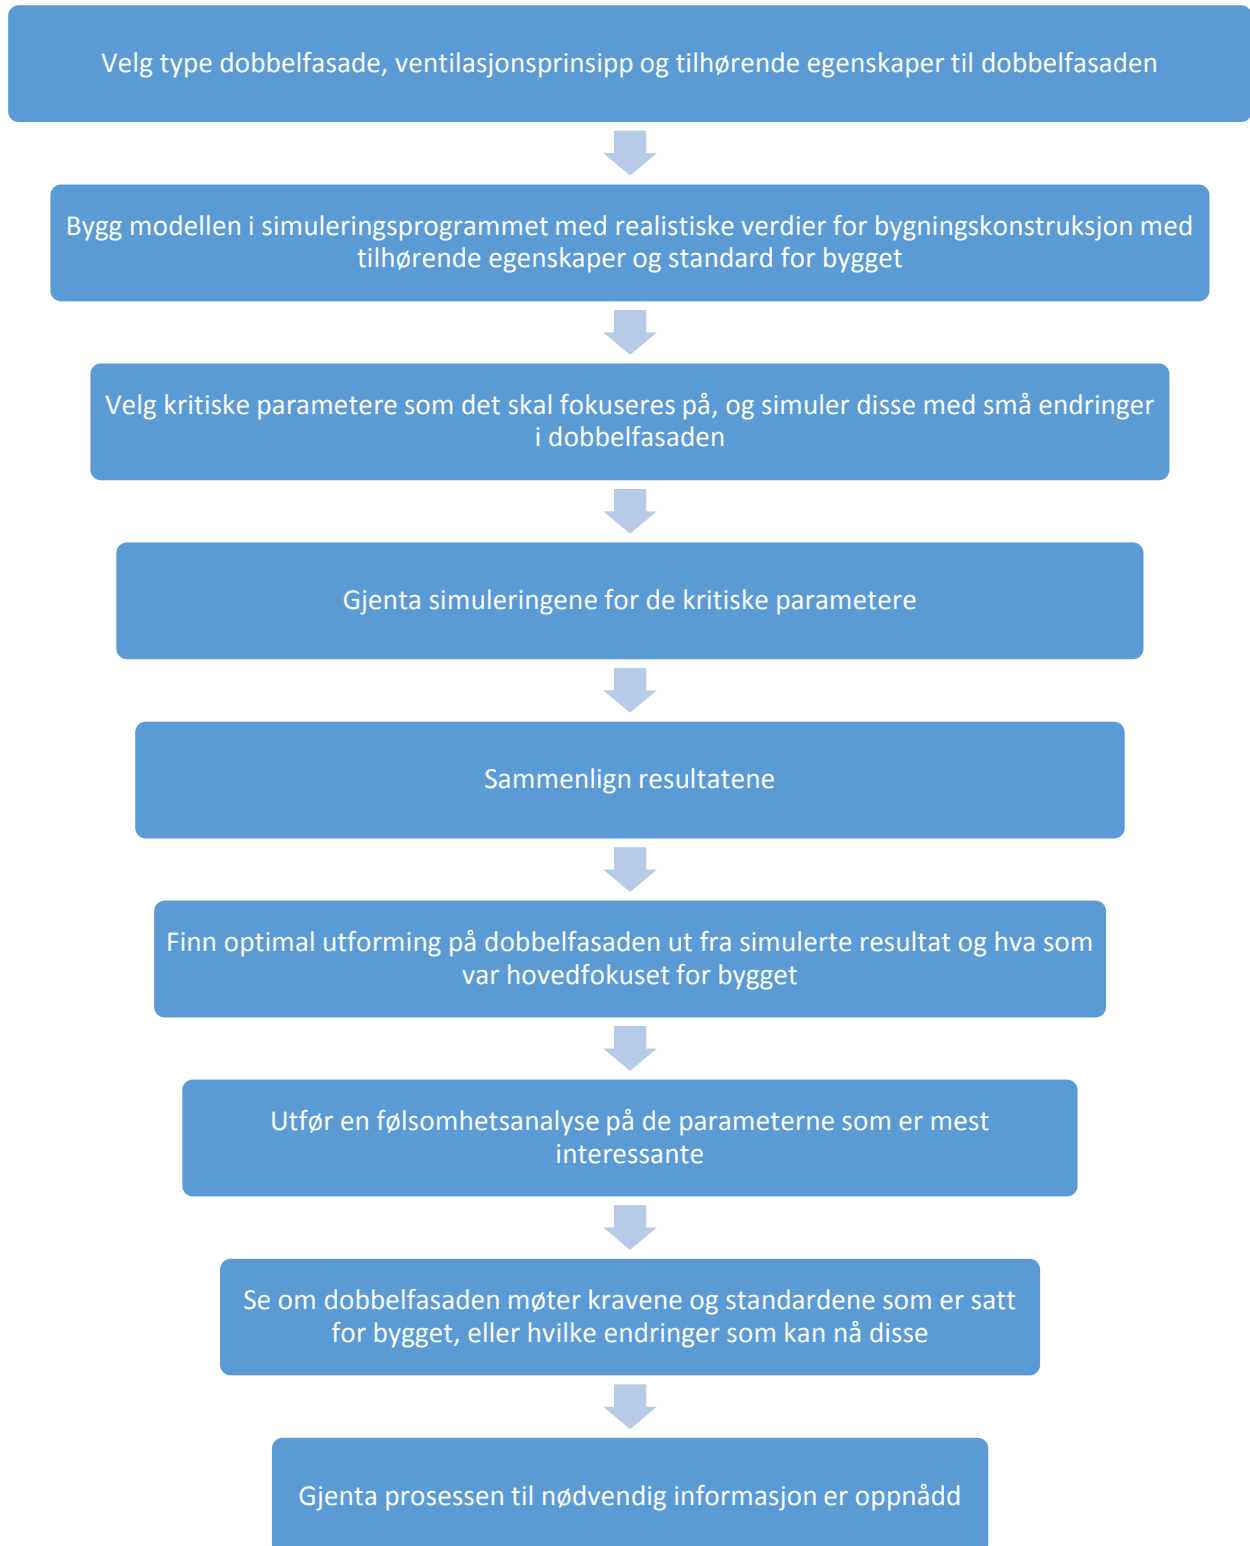 Velg type dobbelfasade, ventilasjonsprinsipp og tilhørende egenskaper til dobbelfasaden
Bygg modellen i simuleringsprogrammet med realistiske verdier for bygningskonstruksjon med
tilhørende egenskaper og standard for bygget
Velg kritiske parametere som det skal fokuseres på, og simuler disse med små endringer
i dobbelfasaden
Gjenta simuleringene for de kritiske parametere
Sammenlign resultatene
Finn optimal utforming på dobbelfasaden ut fra simulerte resultat og hva som
var hovedfokuset for bygget
Utfør en følsomhetsanalyse på de parameterne som er mest
interessante
Se om dobbelfasaden møter kravene og standardene som er satt
for bygget, eller hvilke endringer som kan nå disse
Gjenta prosessen til nødvendig informasjon er oppnådd